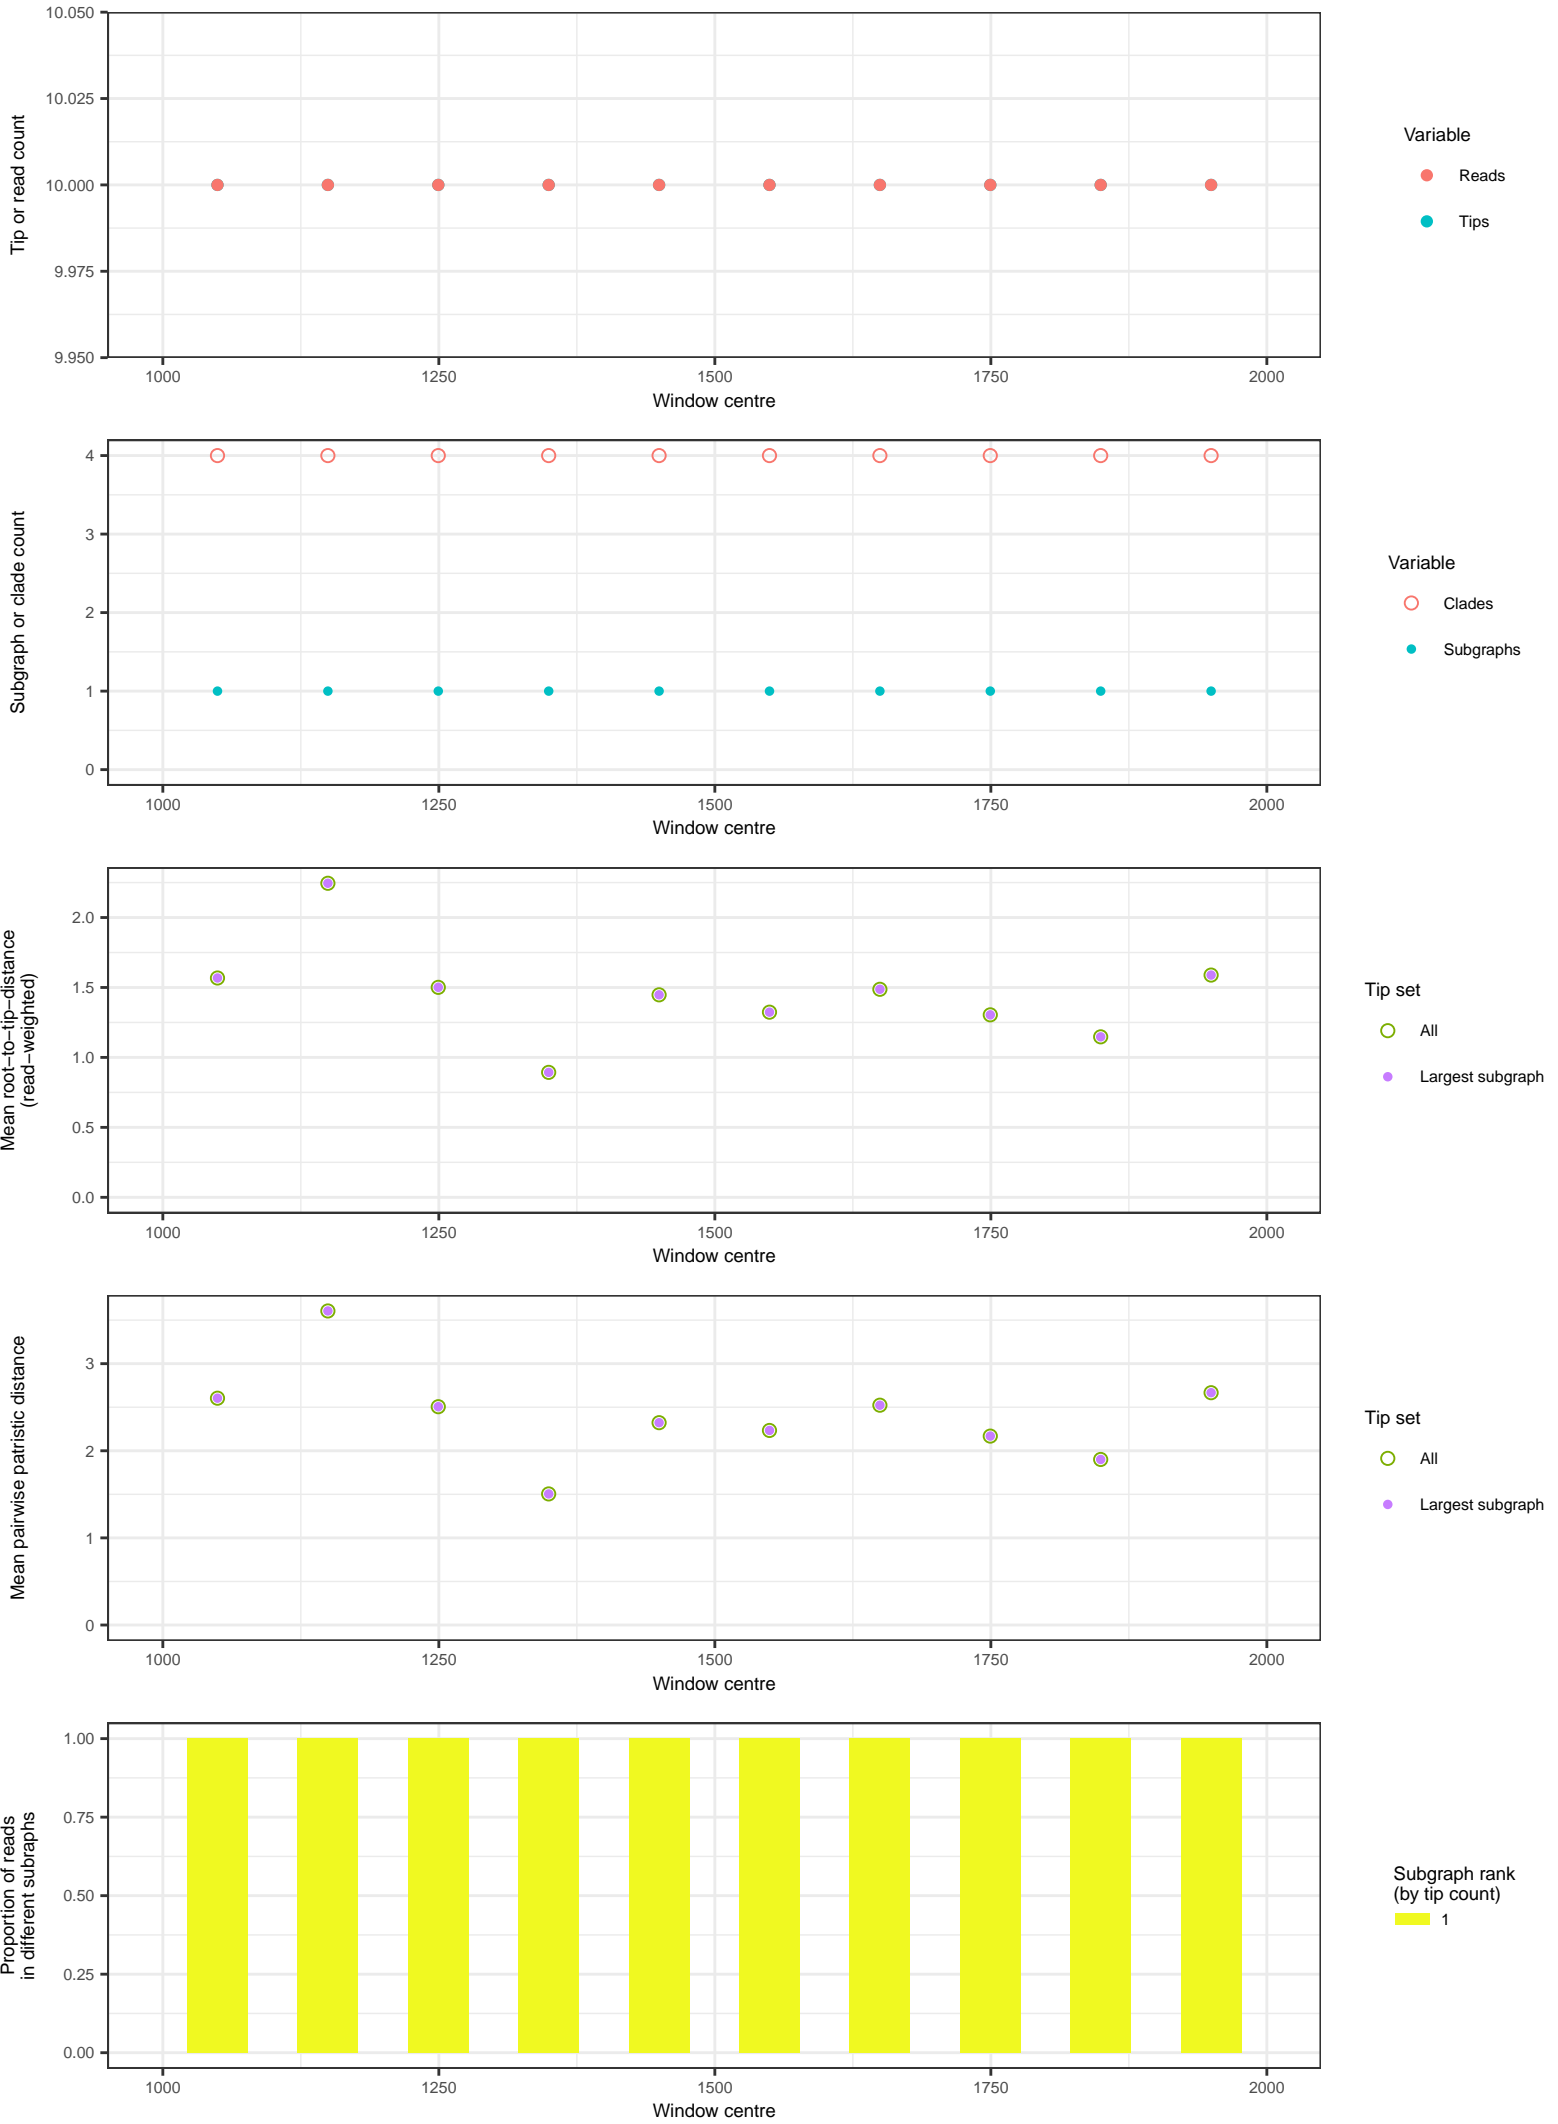 10.050
10.025
10.000
9.975
9.950
Tip or read count
1000 1250 1500 1750 2000
Window centre
Variable
Reads
Tips
4
3
2
1
0
Subgraph or clade count
1000 1250 1500 1750 2000
Window centre
Variable
Clades
Subgraphs
2.0
1.5
1.0
0.5
0.0
Mean root−to−tip−distance
(read−weighted)
1000 1250 1500 1750 2000
Window centre
Tip set
All
Largest subgraph
3
2
1
0
Mean pairwise patristic distance
1000 1250 1500 1750 2000
Window centre
Tip set
All
Largest subgraph
1.00
0.75
0.50
0.25
0.00
Proportion of reads
in different subraphs
1000 1250 1500 1750 2000
Window centre
Subgraph rank
(by tip count)
1